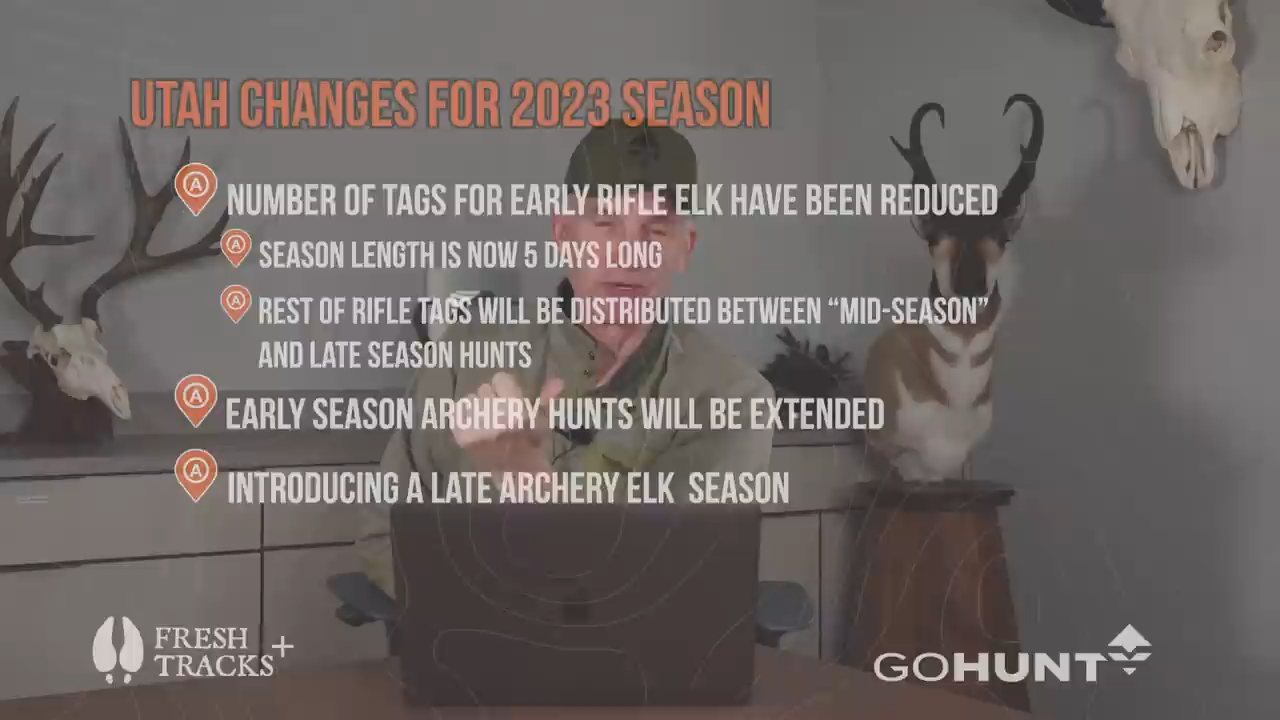 UTAH CHANGES FOR 2023 SEASON
A NUMBER OF TAGS FOR EARLY RIFLE ELK HAVE BEEN REDUCED
A SEASON LENGTH IS NOW 5 DAYS LONG
A REST OF RIFLE TAGS WILL BE DISTRIBUTED BETWEEN “MID-SEASON”
AND LATE SEASON HUNTS
A EARLY SEASON ARCHERY HUNTS WILL BE EXTENDED
A INTRODUCING A LATE ARCHERY ELK SEASON
FRESH
TRACKS+
GOHUNT